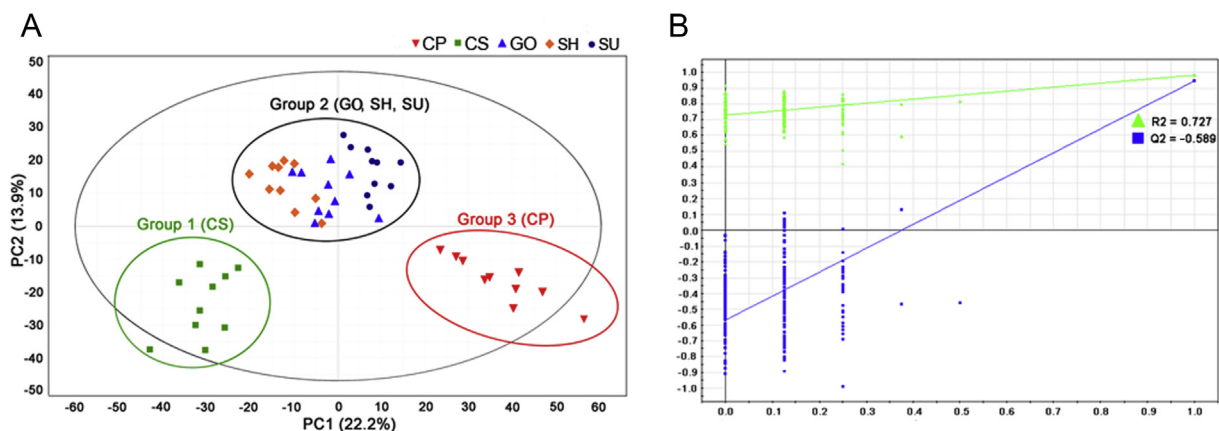 A
CP CS GO SH SU
50
40
30
20
10
0
-10
-20
-30
-40
-50
PC2 (13.9%)
Group 2 (GO, SH, SU)
Group 1 (CS)
Group 3 (CP)
-60 -50 -40 -30 -20 -10 0 10 20 30 40 50 60
PC1 (22.2%)
B
1.0
0.9
0.8
0.7
0.6
0.5
0.4
0.3
0.2
0.1
0.0
-0.1
-0.2
-0.3
-0.4
-0.5
-0.6
-0.7
-0.8
-0.9
-1.0
R2 = 0.727
Q2 = -0.589
0.0 0.1 0.2 0.3 0.4 0.5 0.6 0.7 0.8 0.9 1.0